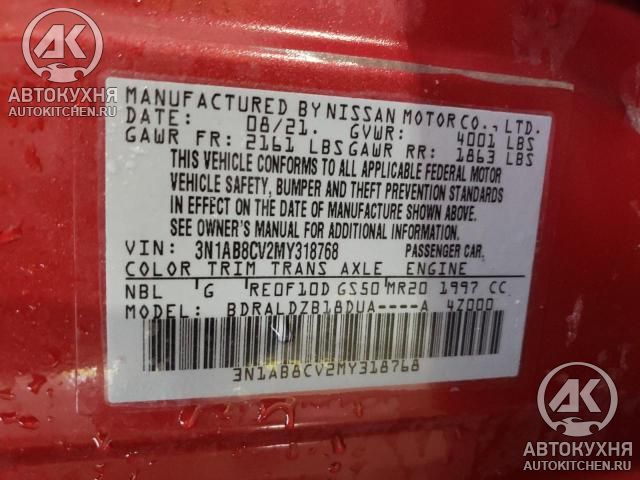 АК
АВТОКУХНЯ
AUTOKITCHEN.RU
MANUFACTURED BY NISSAN MOTOR CO., LTD.
DATE: 08/21. GVWR: 4001 LBS
GAWR FR: 2161 LBS GAWR RR: 1863 LBS
THIS VEHICLE CONFORMS TO ALL APPLICABLE FEDERAL MOTOR
VEHICLE SAFETY, BUMPER AND THEFT PREVENTION STANDARDS
IN EFFECT ON THE DATE OF MANUFACTURE SHOWN ABOVE.
SEE OWNER'S MANUAL FOR ADDITIONAL INFORMATION.
VIN: 3N1AB8CV2MY318768 PASSENGER CAR
COLOR TRIM TRANS AXLE ENGINE
NBL G RE0F10D GS50 MR20 1997 CC
MODEL: BDRALDZB18DUA----A 4Z000
3N1AB8CV2MY318768
АК
АВТОКУХНЯ
AUTOKITCHEN.RU